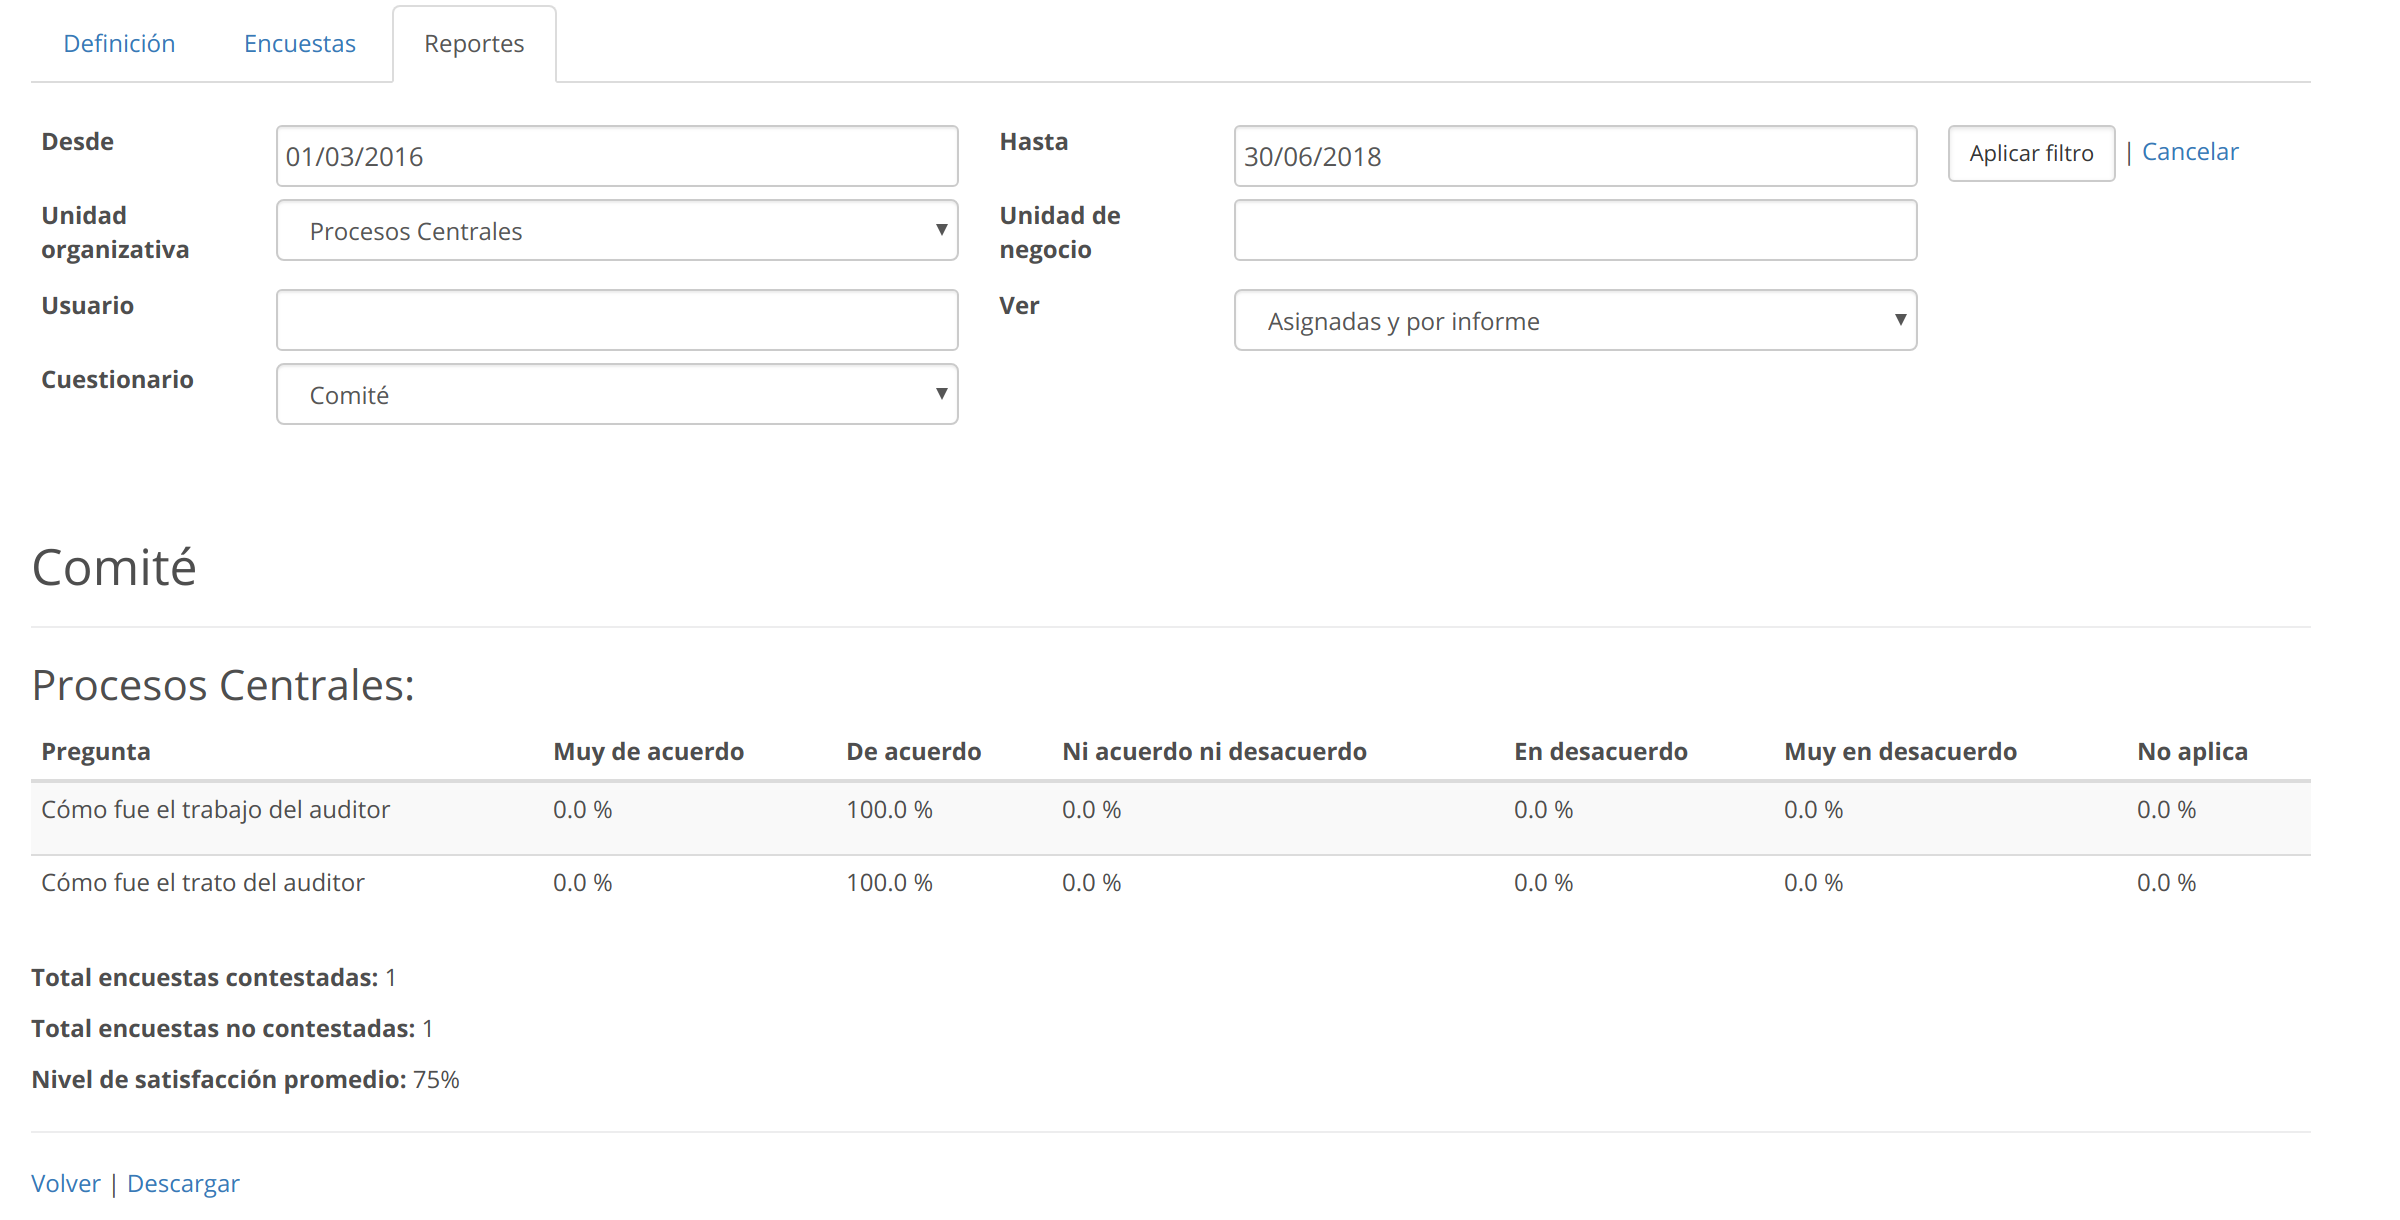 Definición Encuestas Reportes
Desde 01/03/2016 Hasta 30/06/2018 Aplicar filtro | Cancelar
Unidad organizativa Procesos Centrales Unidad de negocio
Usuario Ver Asignadas y por informe
Cuestionario Comité
Comité
Procesos Centrales:
Pregunta Muy de acuerdo De acuerdo Ni acuerdo ni desacuerdo En desacuerdo Muy en desacuerdo No aplica
Cómo fue el trabajo del auditor 0.0 % 100.0 % 0.0 % 0.0 % 0.0 % 0.0 %
Cómo fue el trato del auditor 0.0 % 100.0 % 0.0 % 0.0 % 0.0 % 0.0 %
Total encuestas contestadas: 1
Total encuestas no contestadas: 1
Nivel de satisfacción promedio: 75%
Volver | Descargar